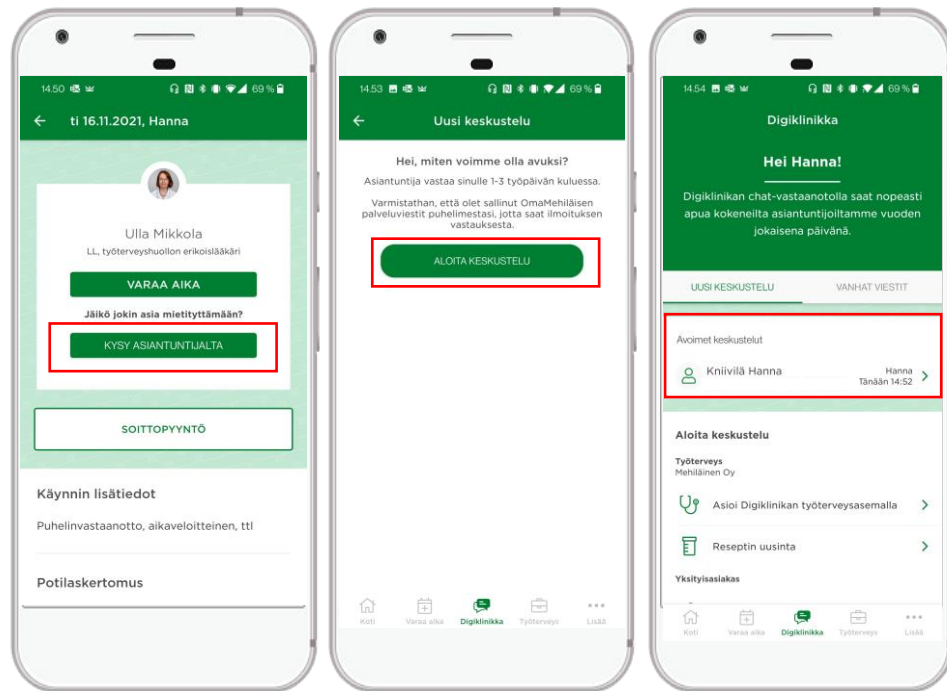 14.50
69 %
ti 16.11.2021, Hanna
Ulla Mikkola
LL, työterveyshuollon erikoislääkäri
VARAA AIKA
Jäikö jokin asia mietityttämään?
KYSY ASIANTUNTIJALTA
SOITTOPYYNTÖ
Käynnin lisätiedot
Puhelinvastaanotto, aikaveloitteinen, ttl
Potilaskertomus
14.53
69 %
Uusi keskustelu
Hei, miten voimme olla avuksi?
Asiantuntija vastaa sinulle 1-3 työpäivän kuluessa.
Varmistathan, että olet sallinut OmaMehiläisen
palveluviestit puhelimestasi, jotta saat ilmoituksen
vastauksesta.
ALOITA KESKUSTELU
Koti
Varaa aika
Digiklinikka
Työterveys
Lisää
14.54
69 %
Digiklinikka
Hei Hanna!
Digiklinikan chat-vastaanotolla saat nopeasti
apua kokeneilta asiantuntijoiltamme vuoden
jokaisena päivänä.
UUSI KESKUSTELU
VANHAT VIESTIT
Avoimet keskustelut
Kniivilä Hanna
Hanna
Tänään 14:52
Aloita keskustelu
Työterveys
Mehiläinen Oy
Asioi Digiklinikan työterveysasemalla
Reseptin uusinta
Yksityisasiakas
Koti
Varaa aika
Digiklinikka
Työterveys
Lisää